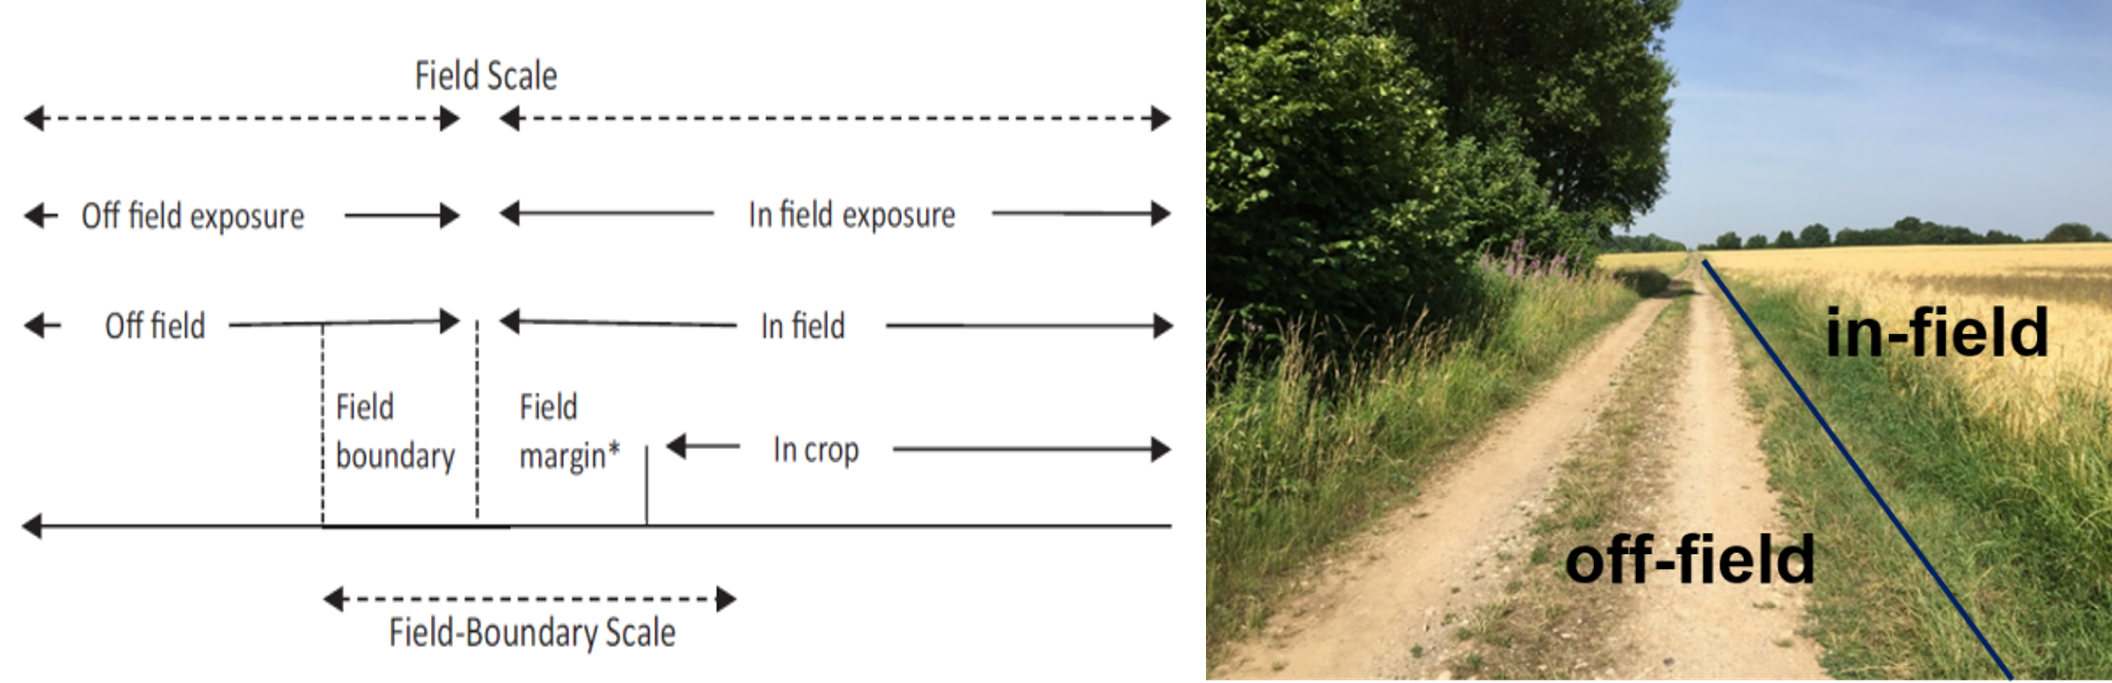 Field Scale
Off field exposure
In field exposure
Off field
In field
Field
boundary
Field
margin*
In crop
Field-Boundary Scale
in-field
off-field